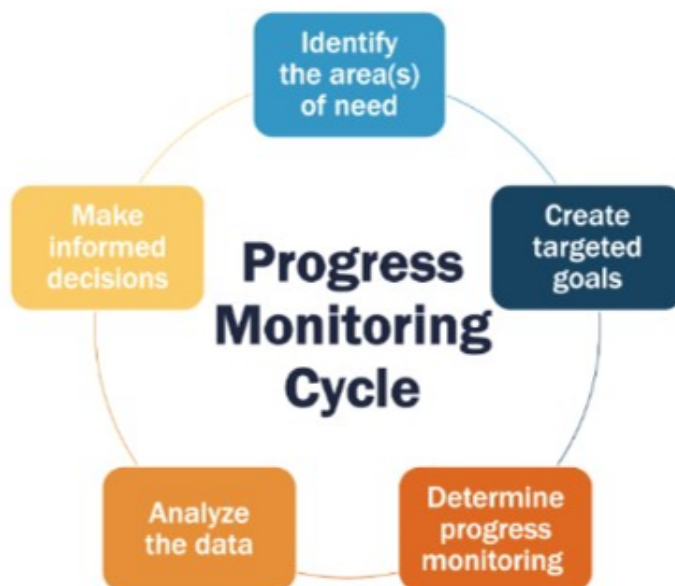 Identify
the area(s)
of need
Create
targeted
goals
Determine
progress
monitoring
Analyze
the data
Make
informed
decisions
Progress
Monitoring
Cycle